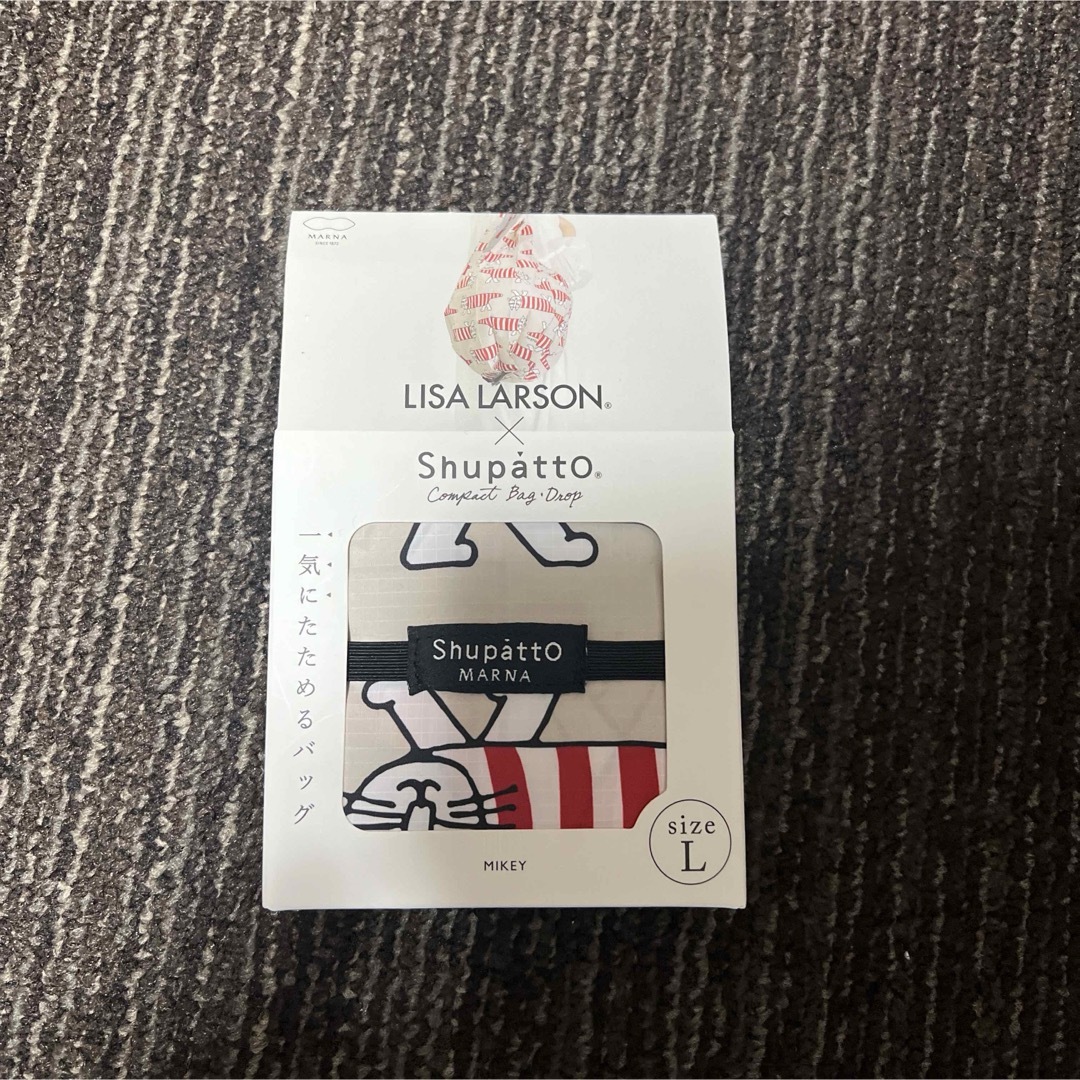 MARNA
SINCE 1872
LISA LARSON®
×
Shupatto®
Compact Bag・Drop
一気にたためるバッグ
Shupatto
MARNA
MIKEY
size
L